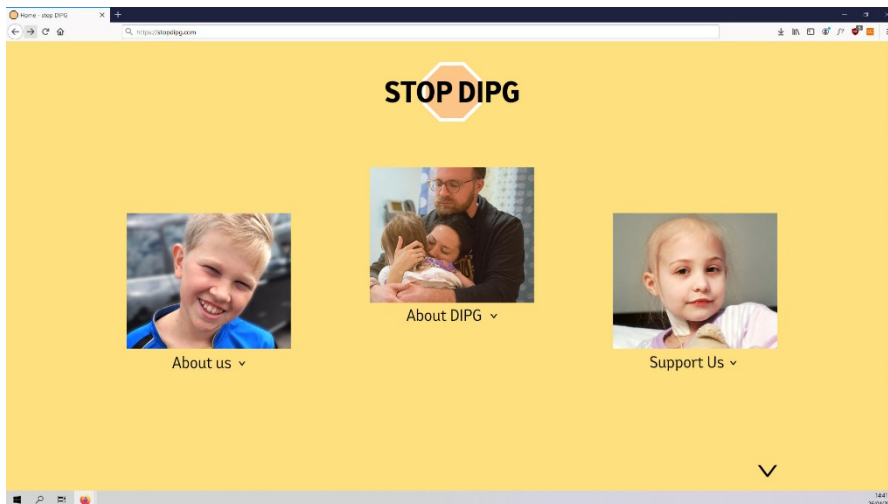 Home - stop DIPG
https://stopdipg.com
STOP DIPG
About DIPG
About us
Support Us